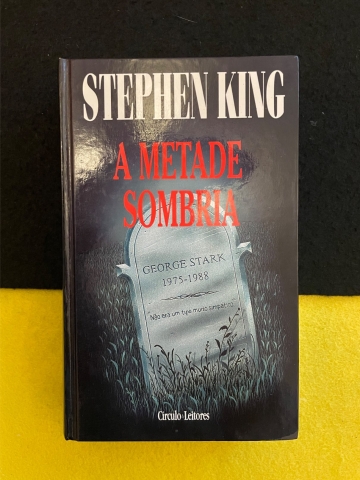 STEPHEN KING
A METADE
SOMBRIA
GEORGE STARK
1975-1988
Não era um tipo muito simpático
Círculo Leitores